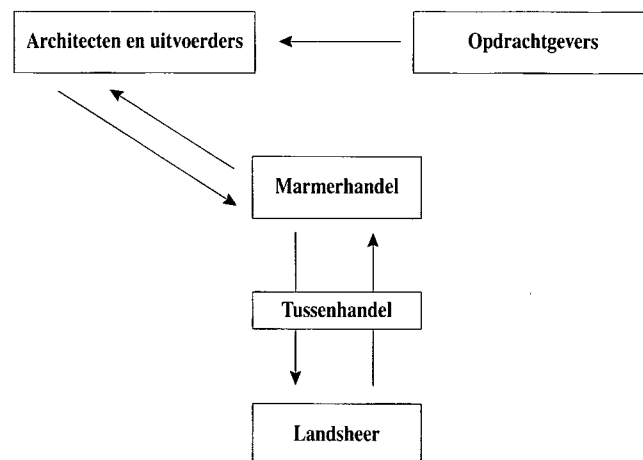 Architecten en uitvoerders
Opdrachtgevers
Marmerhandel
Tussenhandel
Landsheer